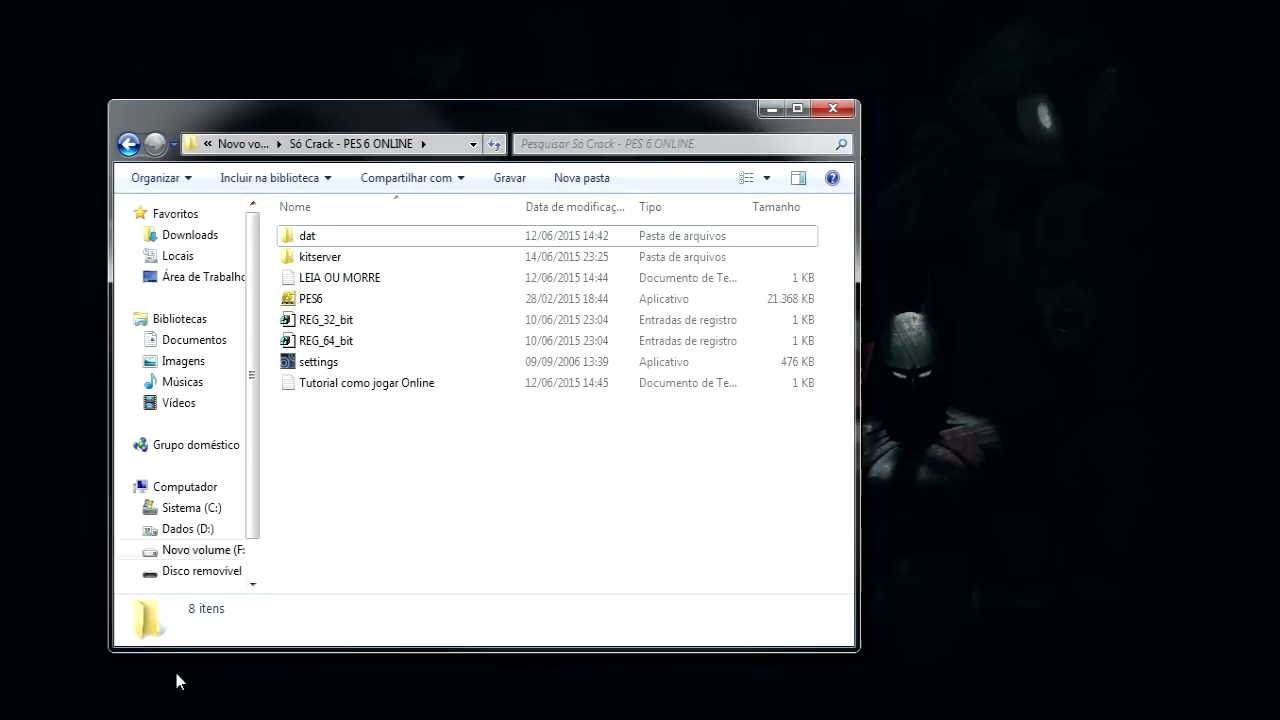 « Novo vo... ▸ Só Crack - PES 6 ONLINE ▸
Pesquisar Só Crack - PES 6 ONLINE
Organizar Incluir na biblioteca Compartilhar com Gravar Nova pasta
Favoritos
Downloads
Locais
Área de Trabalho
Bibliotecas
Documentos
Imagens
Músicas
Vídeos
Grupo doméstico
Computador
Sistema (C:)
Dados (D:)
Novo volume (F:
Disco removível
Nome Data de modificaç... Tipo Tamanho
dat 12/06/2015 14:42 Pasta de arquivos
kitserver 14/06/2015 23:25 Pasta de arquivos
LEIA OU MORRE 12/06/2015 14:44 Documento de Te... 1 KB
PES6 28/02/2015 18:44 Aplicativo 21.368 KB
REG_32_bit 10/06/2015 23:04 Entradas de registro 1 KB
REG_64_bit 10/06/2015 23:04 Entradas de registro 1 KB
settings 09/09/2006 13:39 Aplicativo 476 KB
Tutorial como jogar Online 12/06/2015 14:45 Documento de Te... 1 KB
8 itens